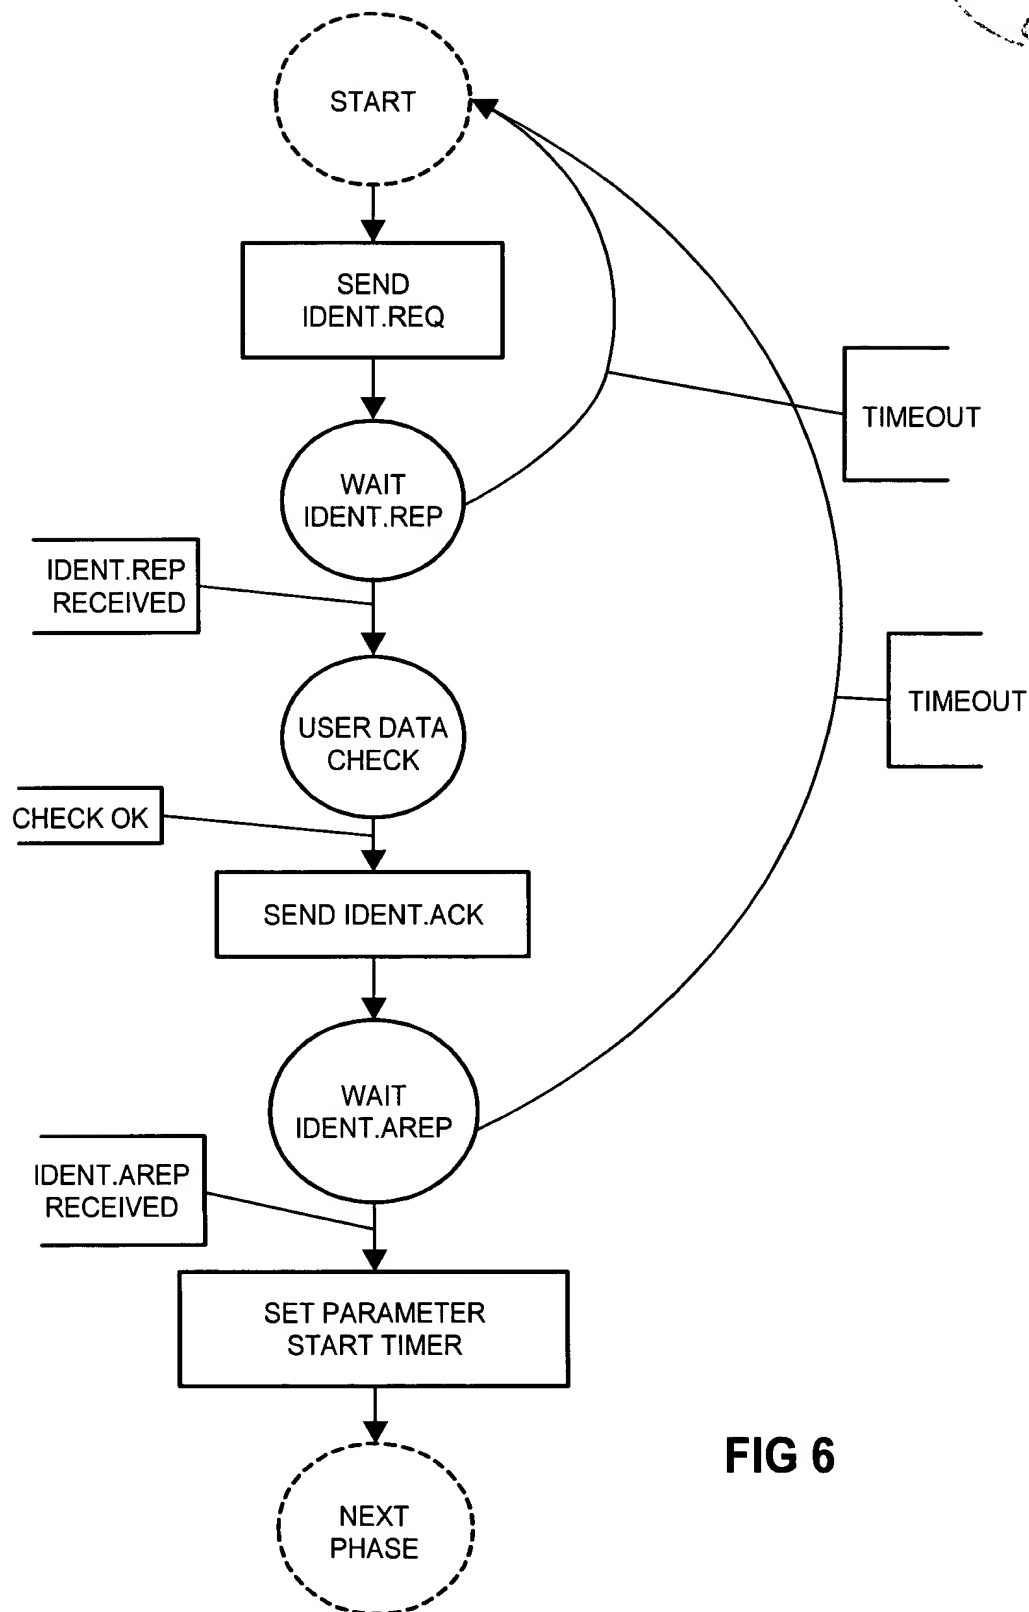 START
SEND
IDENT.REQ
TIMEOUT
WAIT
IDENT.REP
IDENT.REP
RECEIVED
TIMEOUT
USER DATA
CHECK
CHECK OK
SEND IDENT.ACK
WAIT
IDENT.AREP
IDENT.AREP
RECEIVED
SET PARAMETER
START TIMER
FIG 6
NEXT
PHASE